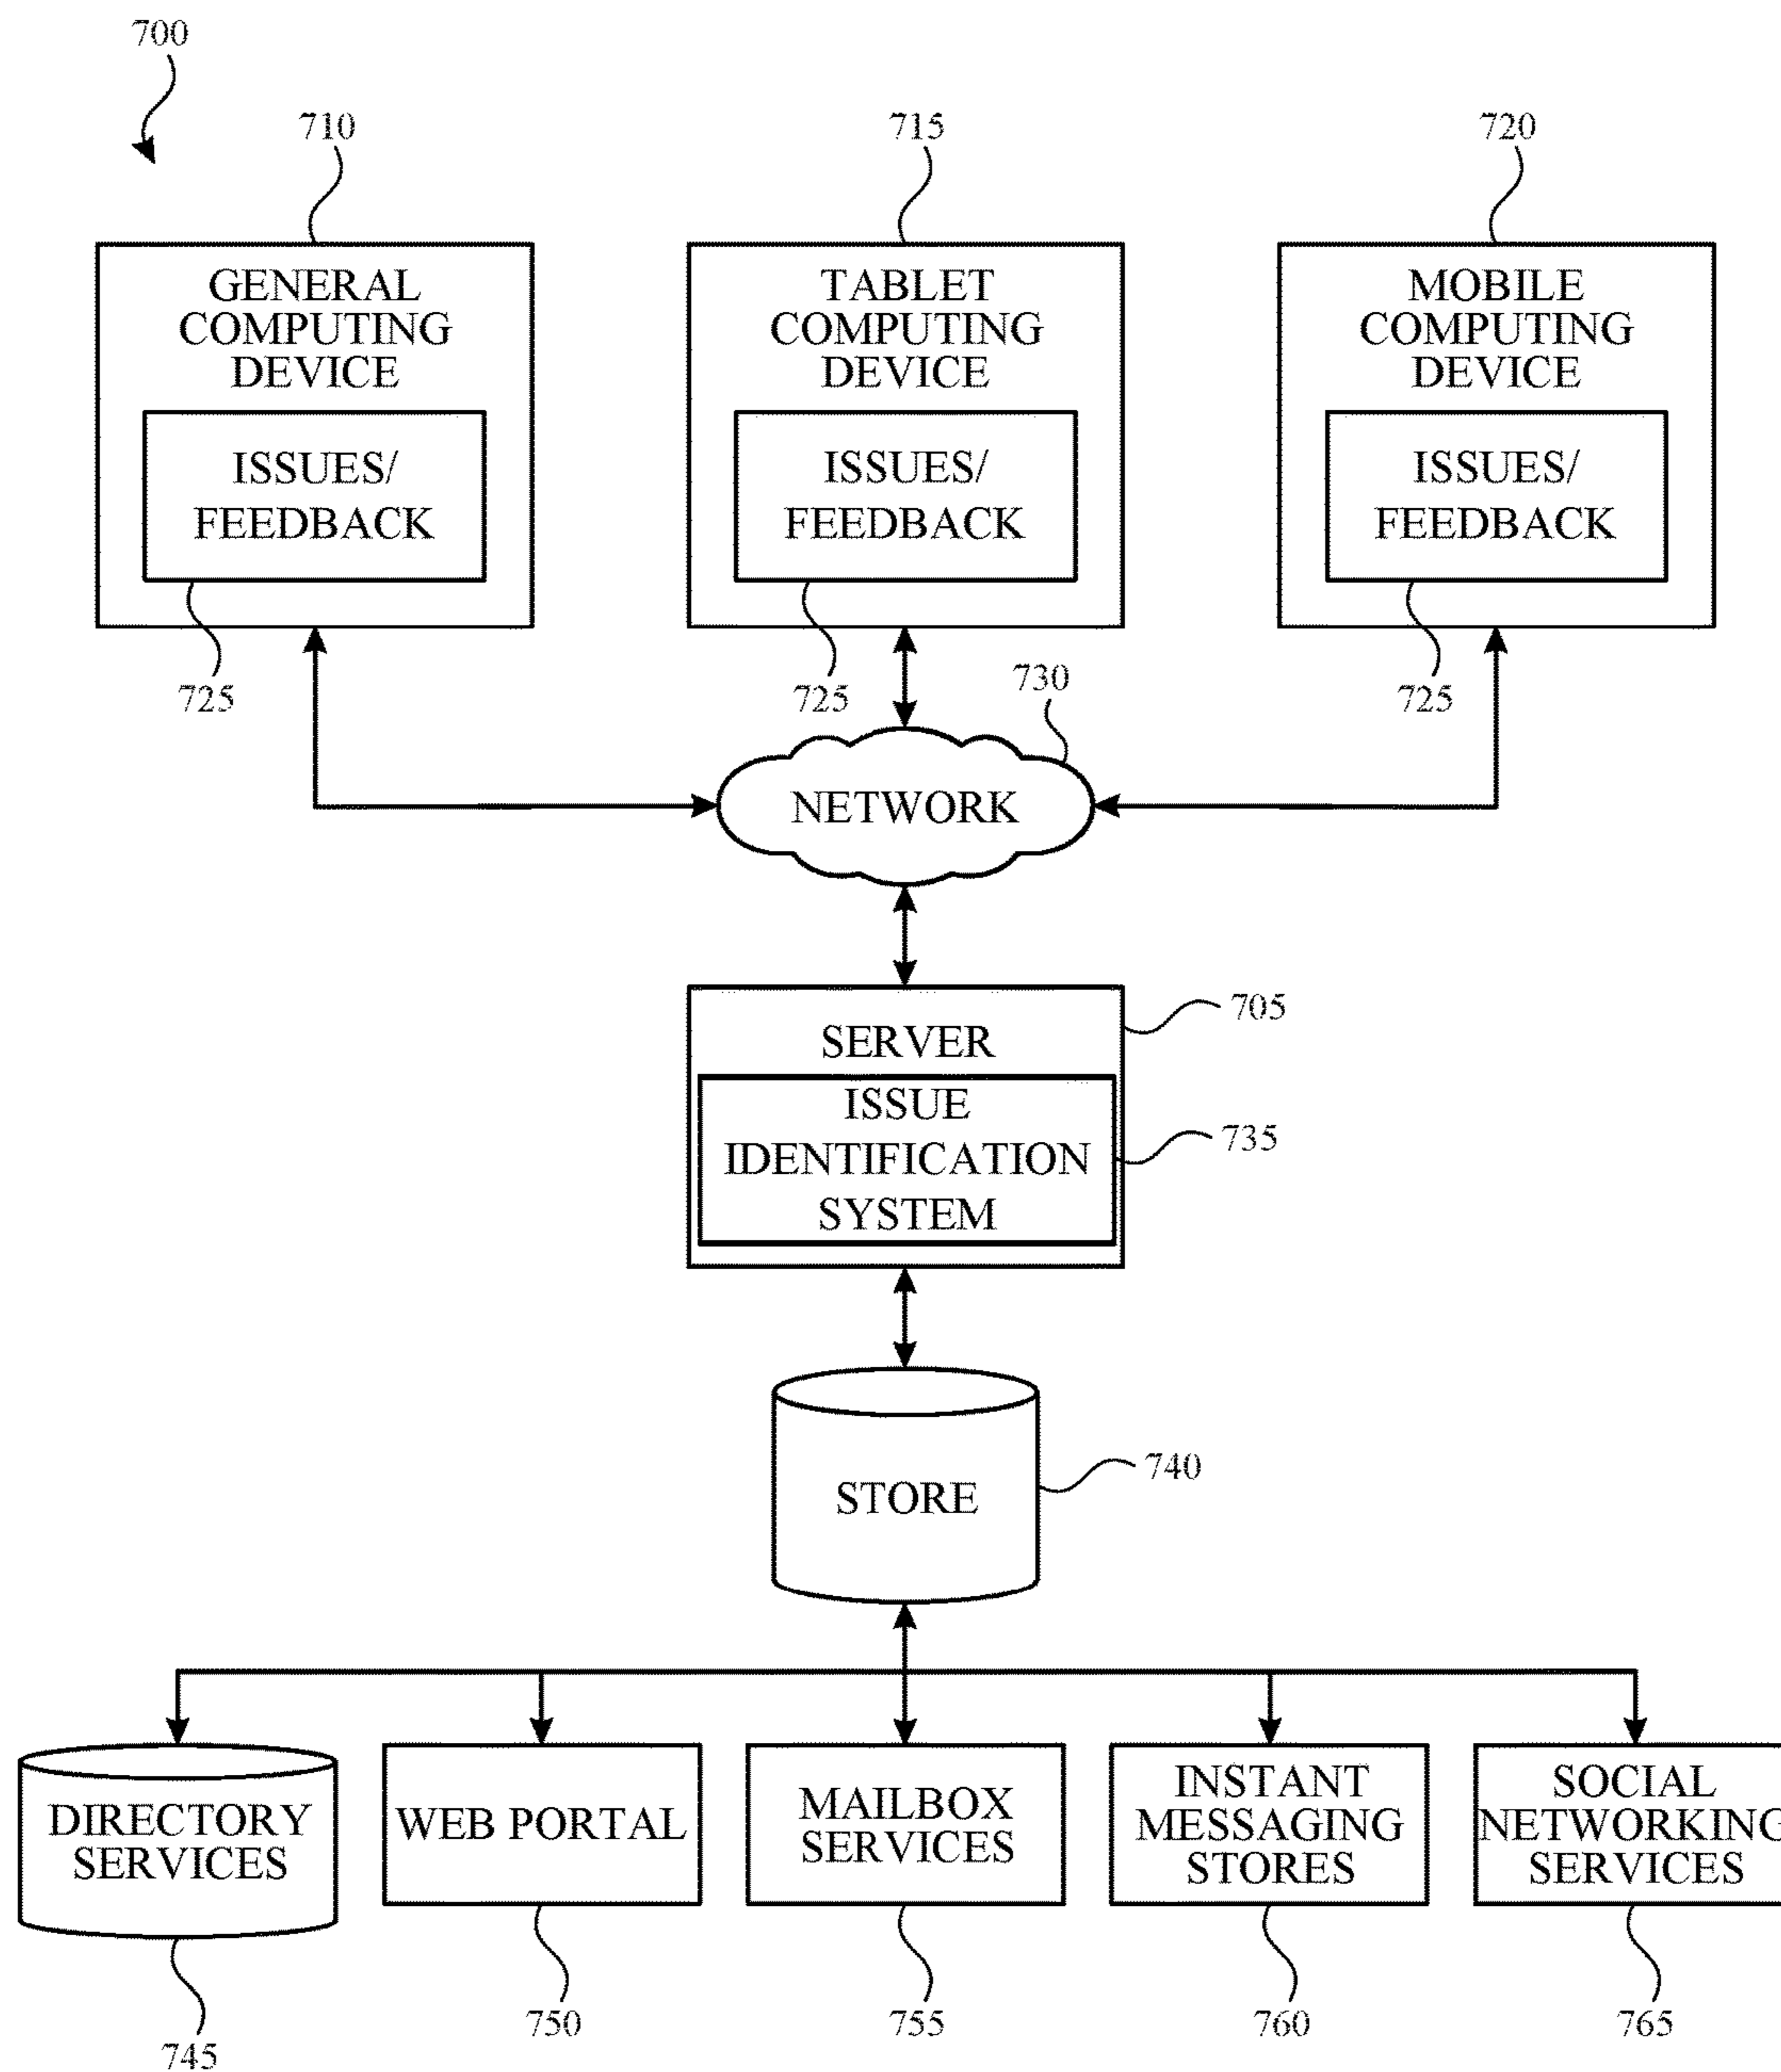 700
710
715
720
GENERAL
COMPUTING
DEVICE
ISSUES/
FEEDBACK
TABLET
COMPUTING
DEVICE
ISSUES/
FEEDBACK
MOBILE
COMPUTING
DEVICE
ISSUES/
FEEDBACK
725
725
725
730
NETWORK
705
SERVER
ISSUE
IDENTIFICATION
SYSTEM
735
STORE
740
DIRECTORY
SERVICES
WEB PORTAL
MAILBOX
SERVICES
INSTANT
MESSAGING
STORES
SOCIAL
NETWORKING
SERVICES
745
750
755
760
765